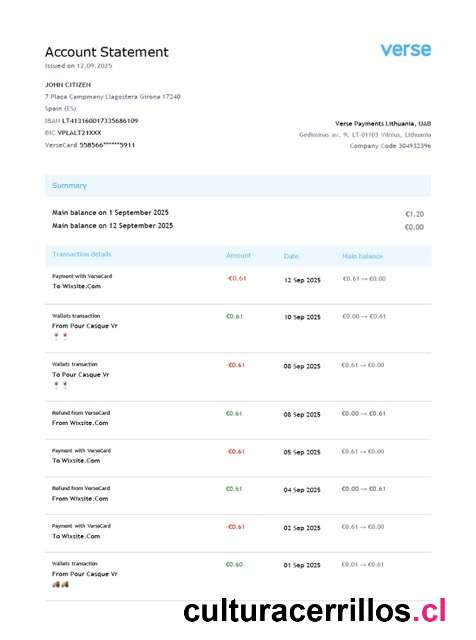 Account Statement
verse
Issued on 12.09.2025
JOHN CITIZEN
7 Plaça Campmany Llagostera Girona 17240
Spain (ES)
IBAN LT413160017335686109
BIC VPLALT21XXX
VerseCard 558566******5911
Verse Payments Lithuania, UAB
Gedimínas av. 9, LT-01103 Vilnius, Lithuania
Company Code 304932396
Summary
Main balance on 1 September 2025 €1.20
Main balance on 12 September 2025 €0.00
Transaction details Amount Date Main balance
Payment with VerseCard
To Wixsite.Com -€0.61 12 Sep 2025 €0.61 → €0.00
Wallets transaction
From Pour Casque Vr €0.61 10 Sep 2025 €0.00 → €0.61
Wallets transaction
To Pour Casque Vr -€0.61 08 Sep 2025 €0.61 → €0.00
Refund from VerseCard
From Wixsite.Com €0.61 08 Sep 2025 €0.00 → €0.61
Payment with VerseCard
To Wixsite.Com -€0.61 05 Sep 2025 €0.61 → €0.00
Refund from VerseCard
From Wixsite.Com €0.61 04 Sep 2025 €0.00 → €0.61
Payment with VerseCard
To Wixsite.Com -€0.61 02 Sep 2025 €0.61 → €0.00
Wallets transaction
From Pour Casque Vr €0.60 01 Sep 2025 €0.01 → €0.61
culturacerrillos.cl